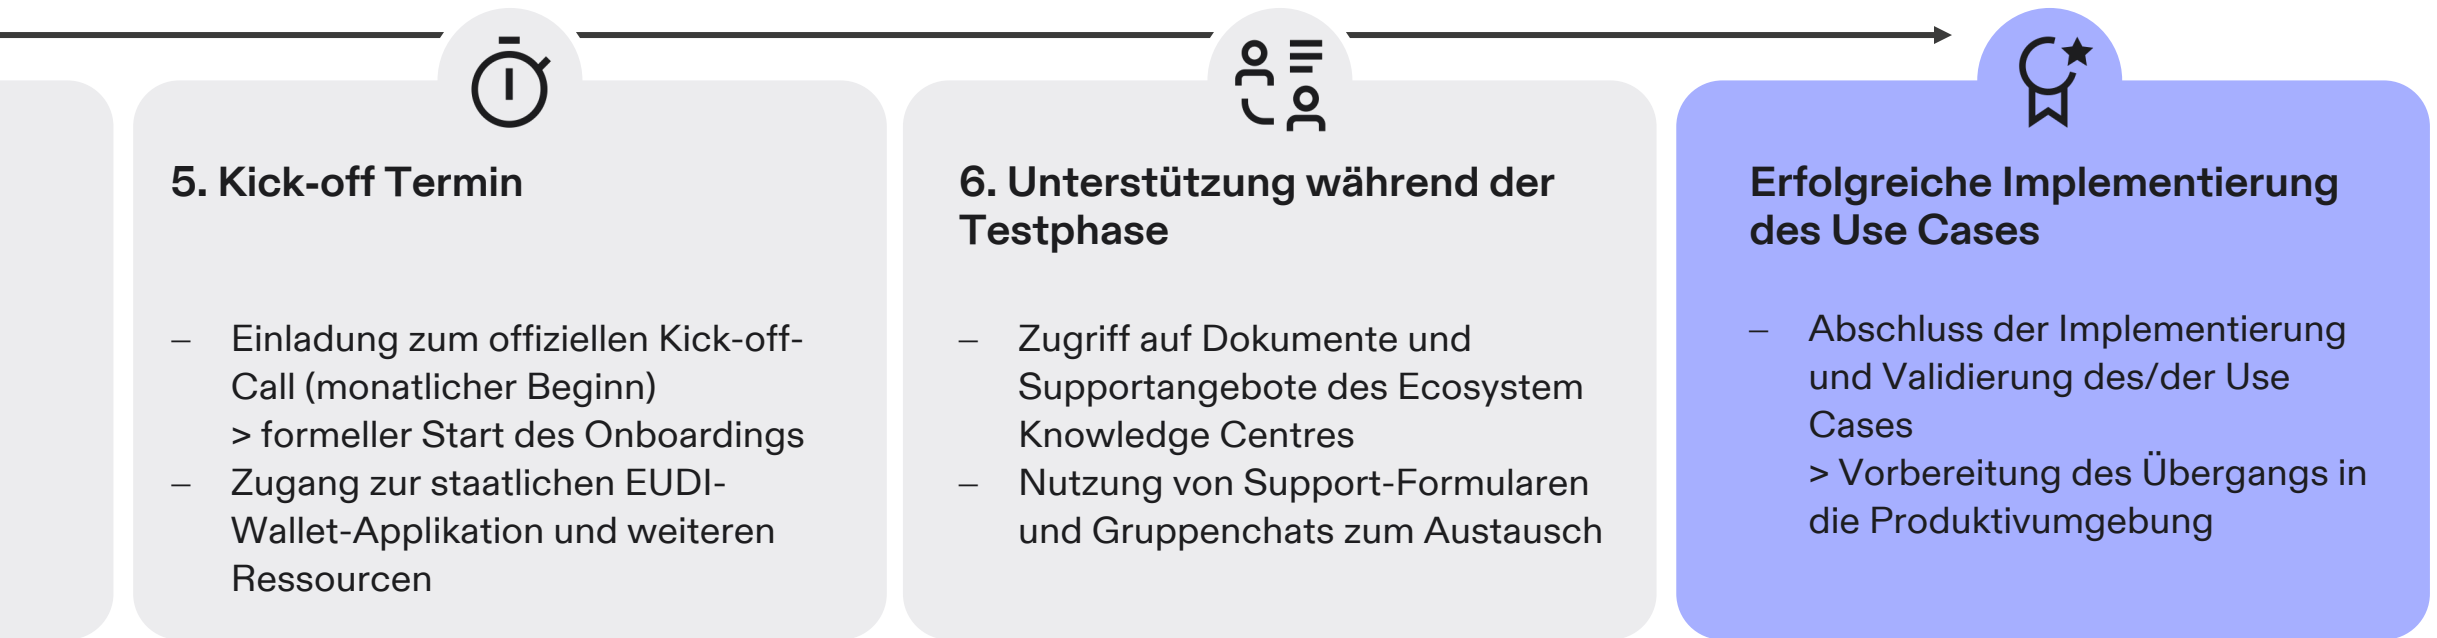 5. Kick-off Termin
– Einladung zum offiziellen Kick-off-
Call (monatlicher Beginn)
> formeller Start des Onboardings
– Zugang zur staatlichen EUDI-
Wallet-Applikation und weiteren
Ressourcen
6. Unterstützung während der
Testphase
– Zugriff auf Dokumente und
Supportangebote des Ecosystem
Knowledge Centres
– Nutzung von Support-Formularen
und Gruppenchats zum Austausch
Erfolgreiche Implementierung
des Use Cases
– Abschluss der Implementierung
und Validierung des/der Use
Cases
> Vorbereitung des Übergangs in
die Produktivumgebung